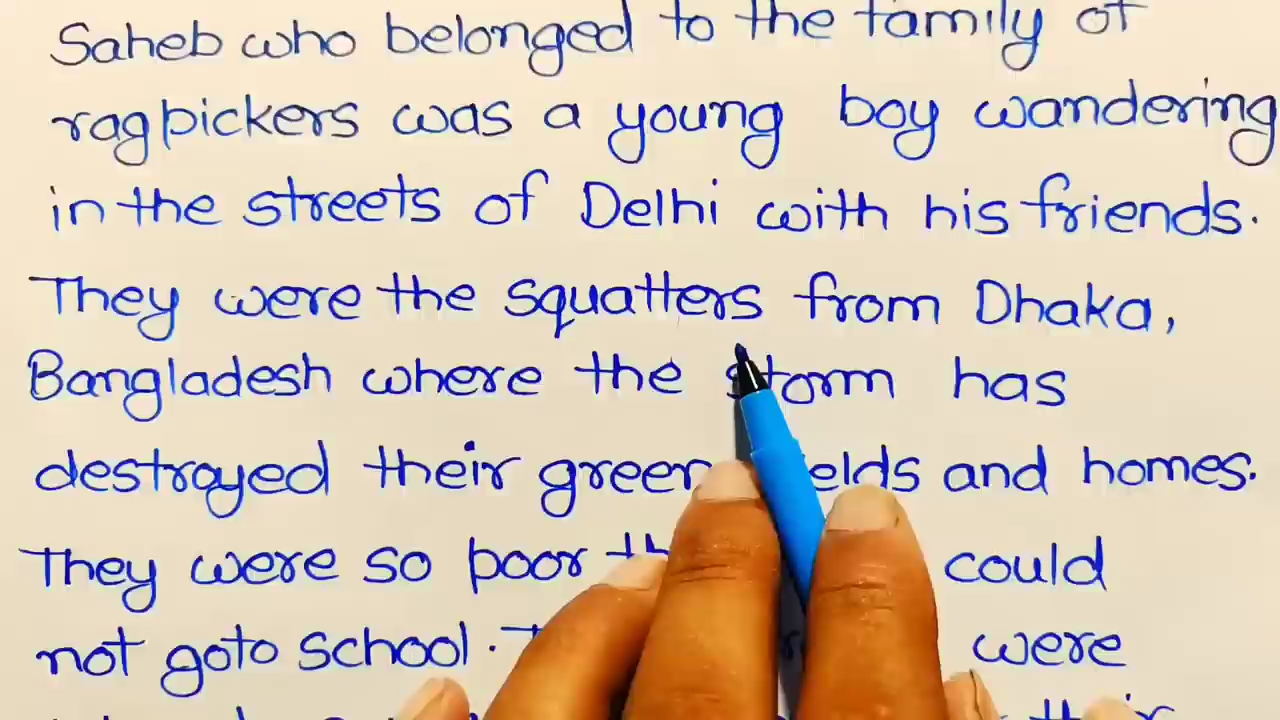 Saheb who belonged to the family of
ragpickers was a young boy wandering
in the streets of Delhi with his friends.
They were the squatters from Dhaka,
Bangladesh where the storm has
destroyed their green fields and homes.
They were so poor could
not goto school. were
their